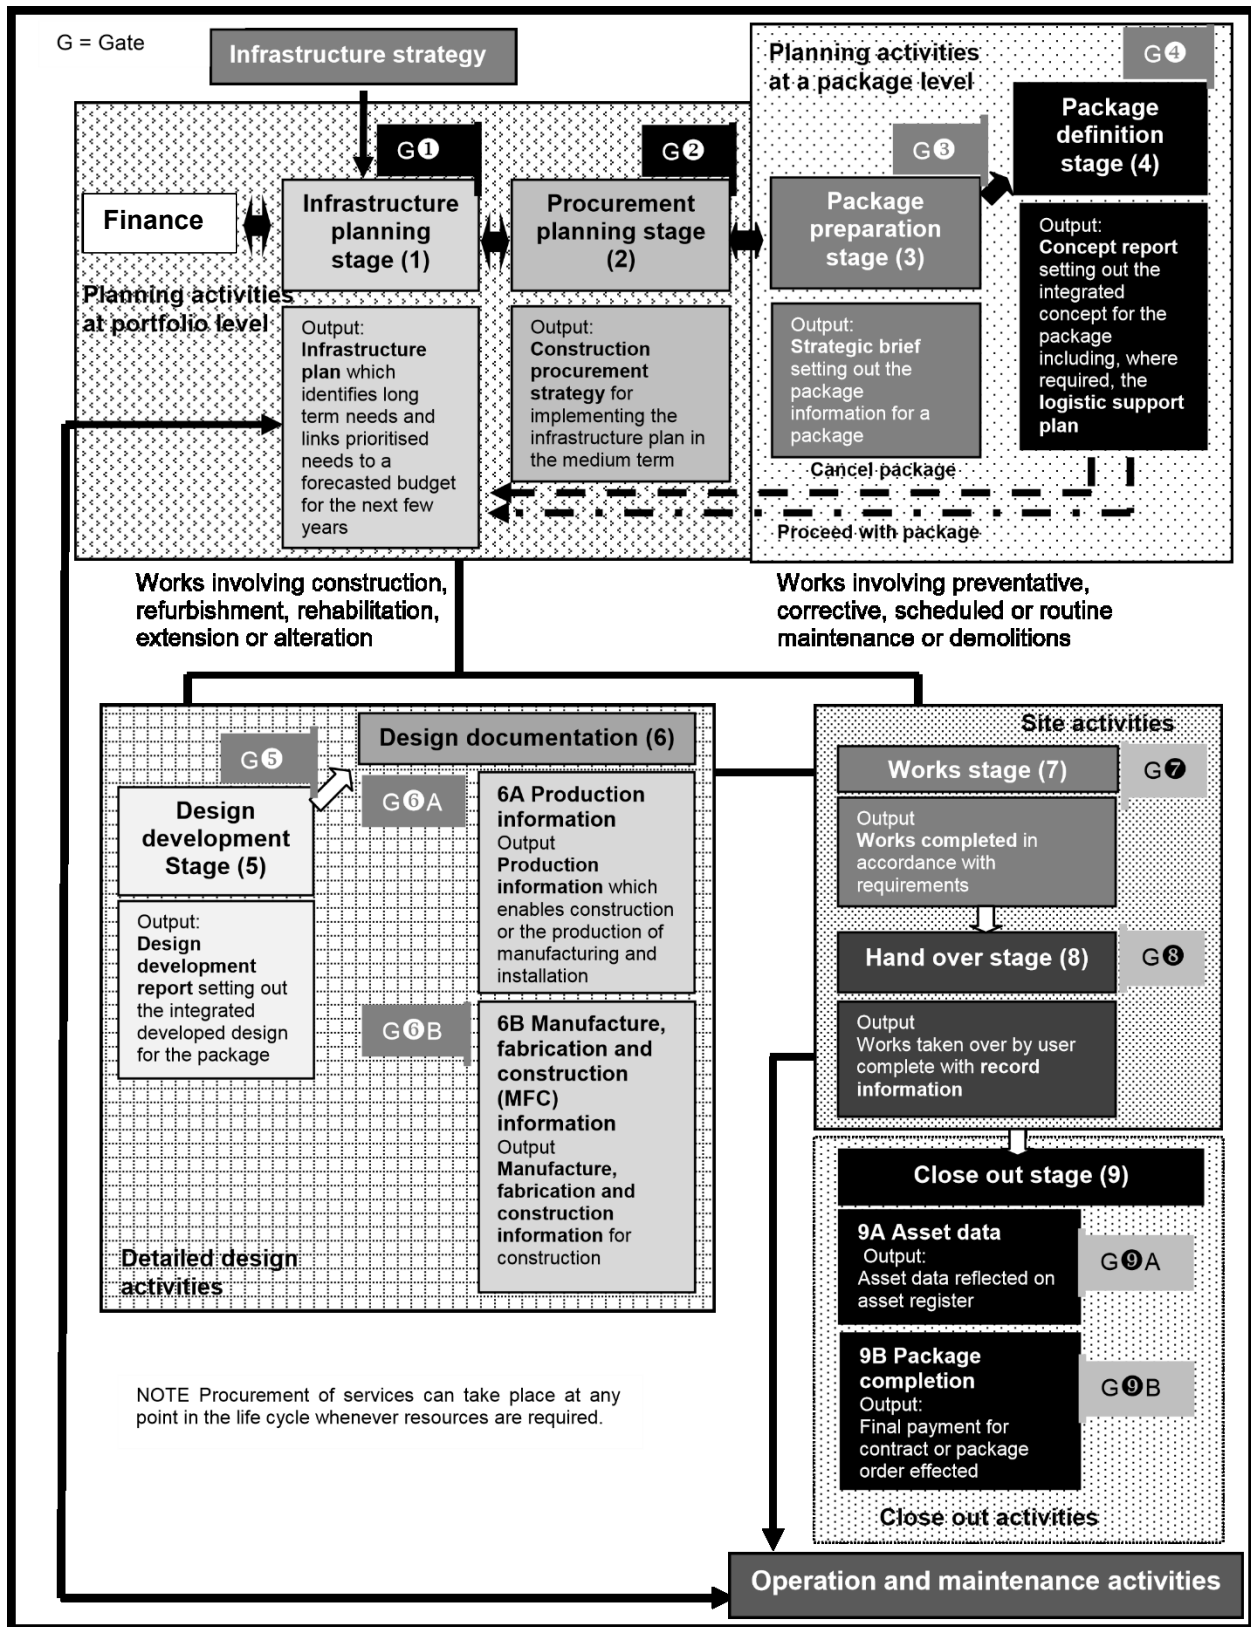 G = Gate
Infrastructure strategy
Planning activities
at a package level
G❹
G❶
G❷
G❸
Package
definition
stage (4)
Finance
Infrastructure
planning
stage (1)
Procurement
planning stage
(2)
Package
preparation
stage (3)
Planning activities
at portfolio level
Output:
Infrastructure
plan which
identifies long
term needs and
links prioritised
needs to a
forecasted budget
for the next few
years
Output:
Construction
procurement
strategy for
implementing the
infrastructure plan in
the medium term
Output:
Strategic brief
setting out the
package
information for a
package
Output:
Concept report
setting out the
integrated
concept for the
package
including, where
required, the
logistic support
plan
Cancel package
Proceed with package
Works involving construction,
refurbishment, rehabilitation,
extension or alteration
Works involving preventative,
corrective, scheduled or routine
maintenance or demolitions
G❺
Design
development
Stage (5)
Output:
Design
development
report setting out
the integrated
developed design
for the package
Design documentation (6)
G❻A
6A Production
information
Output
Production
information which
enables construction
or the production of
manufacturing and
installation
G❻B
6B Manufacture,
fabrication and
construction
(MFC)
information
Output
Manufacture,
fabrication and
construction
information for
construction
Detailed design
activities
Site activities
Works stage (7)
G❼
Output
Works completed in
accordance with
requirements
Hand over stage (8)
G❽
Output
Works taken over by user
complete with record
information
Close out stage (9)
9A Asset data
Output:
Asset data reflected on
asset register
G❾A
9B Package
completion
Output:
Final payment for
contract or package
order effected
G❾B
Close out activities
NOTE Procurement of services can take place at any
point in the life cycle whenever resources are required.
Operation and maintenance activities